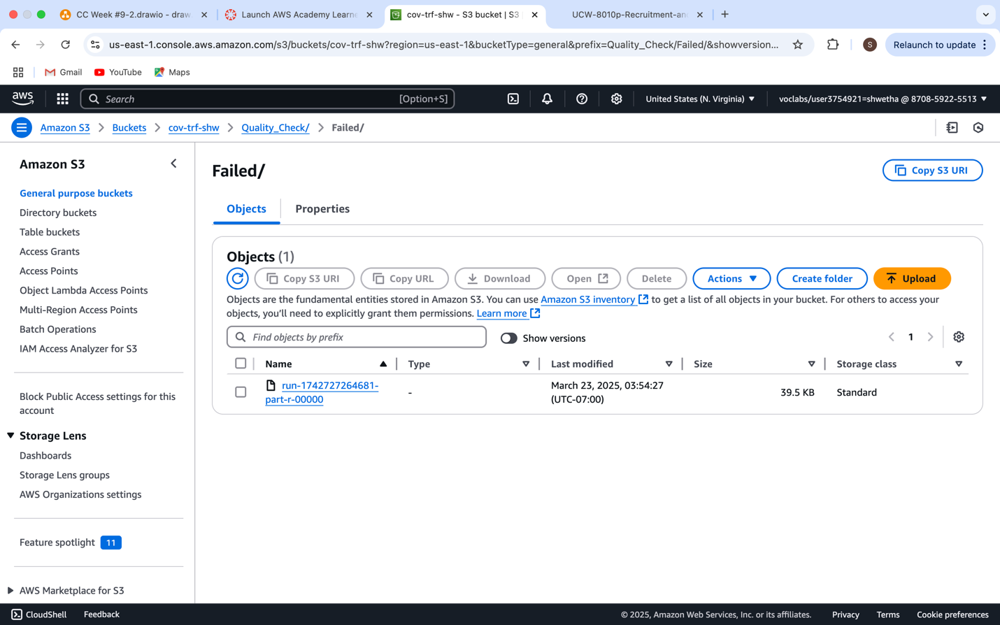 CC Week #9-2.drawio - draw
Launch AWS Academy Learne
cov-trf-shw - S3 bucket | S3
UCW-8010p-Recruitment-and
us-east-1.console.aws.amazon.com/s3/buckets/cov-trf-shw?region=us-east-1&bucketType=general&prefix=Quality_Check/Failed/&showversion...
S
Relaunch to update
Gmail
YouTube
Maps
aws
Search
[Option+S]
United States (N. Virginia)
voclabs/user3754921=shwetha @ 8708-5922-5513
Amazon S3
Buckets
cov-trf-shw
Quality_Check/
Failed/
Amazon S3
General purpose buckets
Directory buckets
Table buckets
Access Grants
Access Points
Object Lambda Access Points
Multi-Region Access Points
Batch Operations
IAM Access Analyzer for S3
Block Public Access settings for this
account
Storage Lens
Dashboards
Storage Lens groups
AWS Organizations settings
Feature spotlight 11
AWS Marketplace for S3
Failed/
Copy S3 URI
Objects
Properties
Objects (1)
Copy S3 URI
Copy URL
Download
Open
Delete
Actions
Create folder
Upload
Objects are the fundamental entities stored in Amazon S3. You can use Amazon S3 inventory to get a list of all objects in your bucket. For others to access your
objects, you'll need to explicitly grant them permissions. Learn more
Find objects by prefix
Show versions
1
Name
Type
Last modified
Size
Storage class
run-1742727264681-
part-r-00000
-
March 23, 2025, 03:54:27
(UTC-07:00)
39.5 KB
Standard
CloudShell
Feedback
© 2025, Amazon Web Services, Inc. or its affiliates.
Privacy
Terms
Cookie preferences